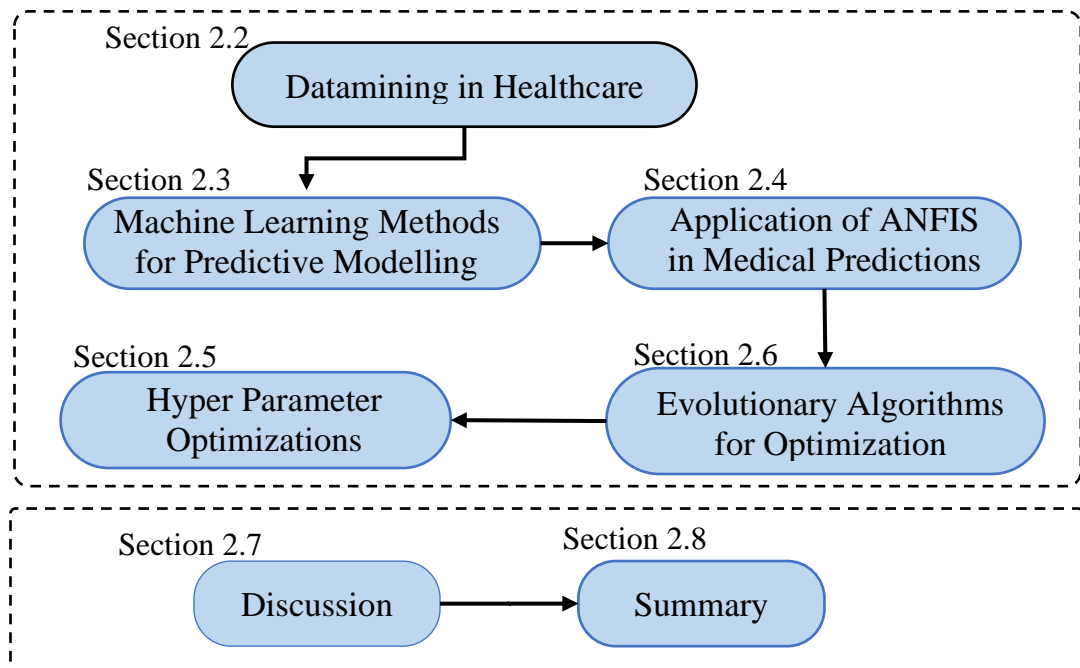 Section 2.2
Datamining in Healthcare
Section 2.3
Machine Learning Methods
for Predictive Modelling
Section 2.4
Application of ANFIS
in Medical Predictions
Section 2.5
Hyper Parameter
Optimizations
Section 2.6
Evolutionary Algorithms
for Optimization
Section 2.7
Discussion
Section 2.8
Summary